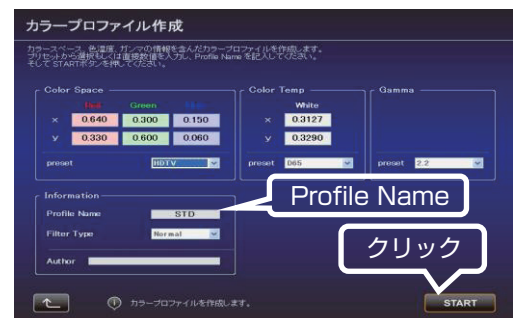 カラープロファイル作成
カラースペース、色温度、ガンマの情報を含んだカラープロファイルを作成します。
プリセットから選択もしくは直接数値を入力し、Profile Name を記入してください。
そして STARTボタンを押してください。
Color Space
Red Green Blue
x 0.640 0.300 0.150
y 0.330 0.600 0.060
preset HDTV
Color Temp
White
x 0.3127
y 0.3290
preset D65
Gamma
preset 2.2
Information
Profile Name STD
Filter Type Normal
Author
Profile Name
クリック
カラープロファイルを作成します。
START